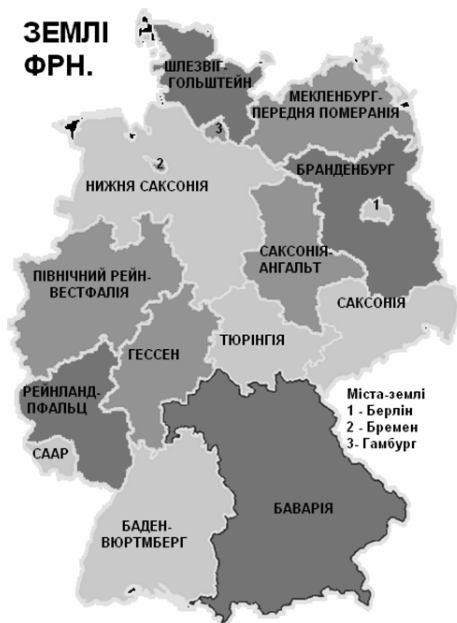 ЗЕМЛІ
ФРН.
ШЛЕЗВІГ-
ГОЛЬШТЕЙН
МЕКЛЕНБУРГ-
ПЕРЕДНЯ ПОМЕРАНІЯ
3
2
БРАНДЕНБУРГ
НИЖНЯ САКСОНІЯ
1
САКСОНІЯ-
АНГАЛЬТ
ПІВНІЧНИЙ РЕЙН-
ВЕСТФАЛІЯ
САКСОНІЯ
ТЮРІНГІЯ
ГЕССЕН
РЕЙНЛАНД-
ПФАЛЬЦ
Міста-землі
1 - Берлін
2 - Бремен
3- Гамбург
СААР
БАВАРІЯ
БАДЕН-
ВЮРТМБЕРГ